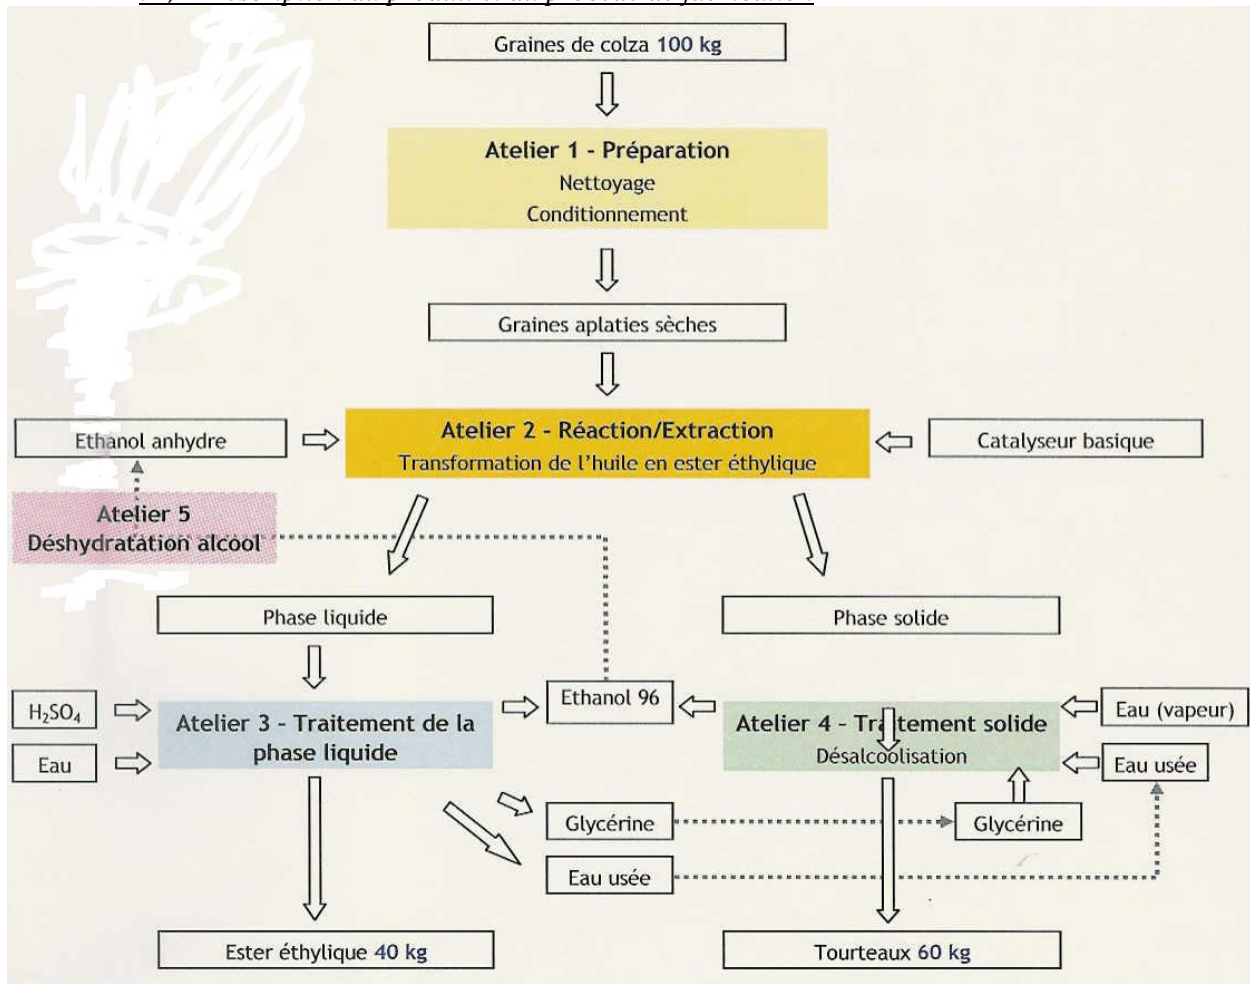 Graines de colza 100 kg
Atelier 1 - Préparation
Nettoyage
Conditionnement
Graines aplaties sèches
Ethanol anhydre
Atelier 2 - Réaction/Extraction
Transformation de l'huile en ester éthylique
Catalyseur basique
Atelier 5
Déshydratation alcool
Phase liquide
Phase solide
H₂SO₄
Eau
Atelier 3 - Traitement de la
phase liquide
Ethanol 96
Atelier 4 - Traitement solide
Désalcoolisation
Eau (vapeur)
Eau usée
Glycérine
Glycérine
Eau usée
Ester éthylique 40 kg
Tourteaux 60 kg